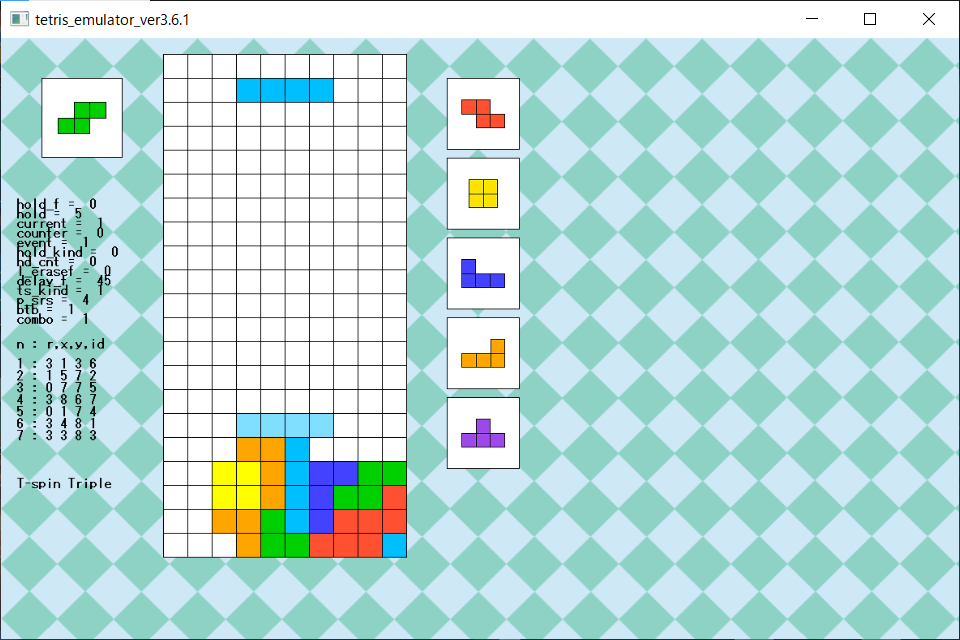 tetris_emulator_ver3.6.1
hold_f = 0
hold = 5
current = 1
counter = 0
event = 1
hold_kind = 0
hd_cnt = 0
l_erasef = 0
delay_f = 45
ts_kind = 1
p_srs = 4
btb = 1
combo = 1
n : r,x,y,id
1 : 3 1 3 6
2 : 1 5 7 2
3 : 0 7 7 5
4 : 3 8 6 7
5 : 0 1 7 4
6 : 3 4 8 1
7 : 3 3 8 3
T-spin Triple